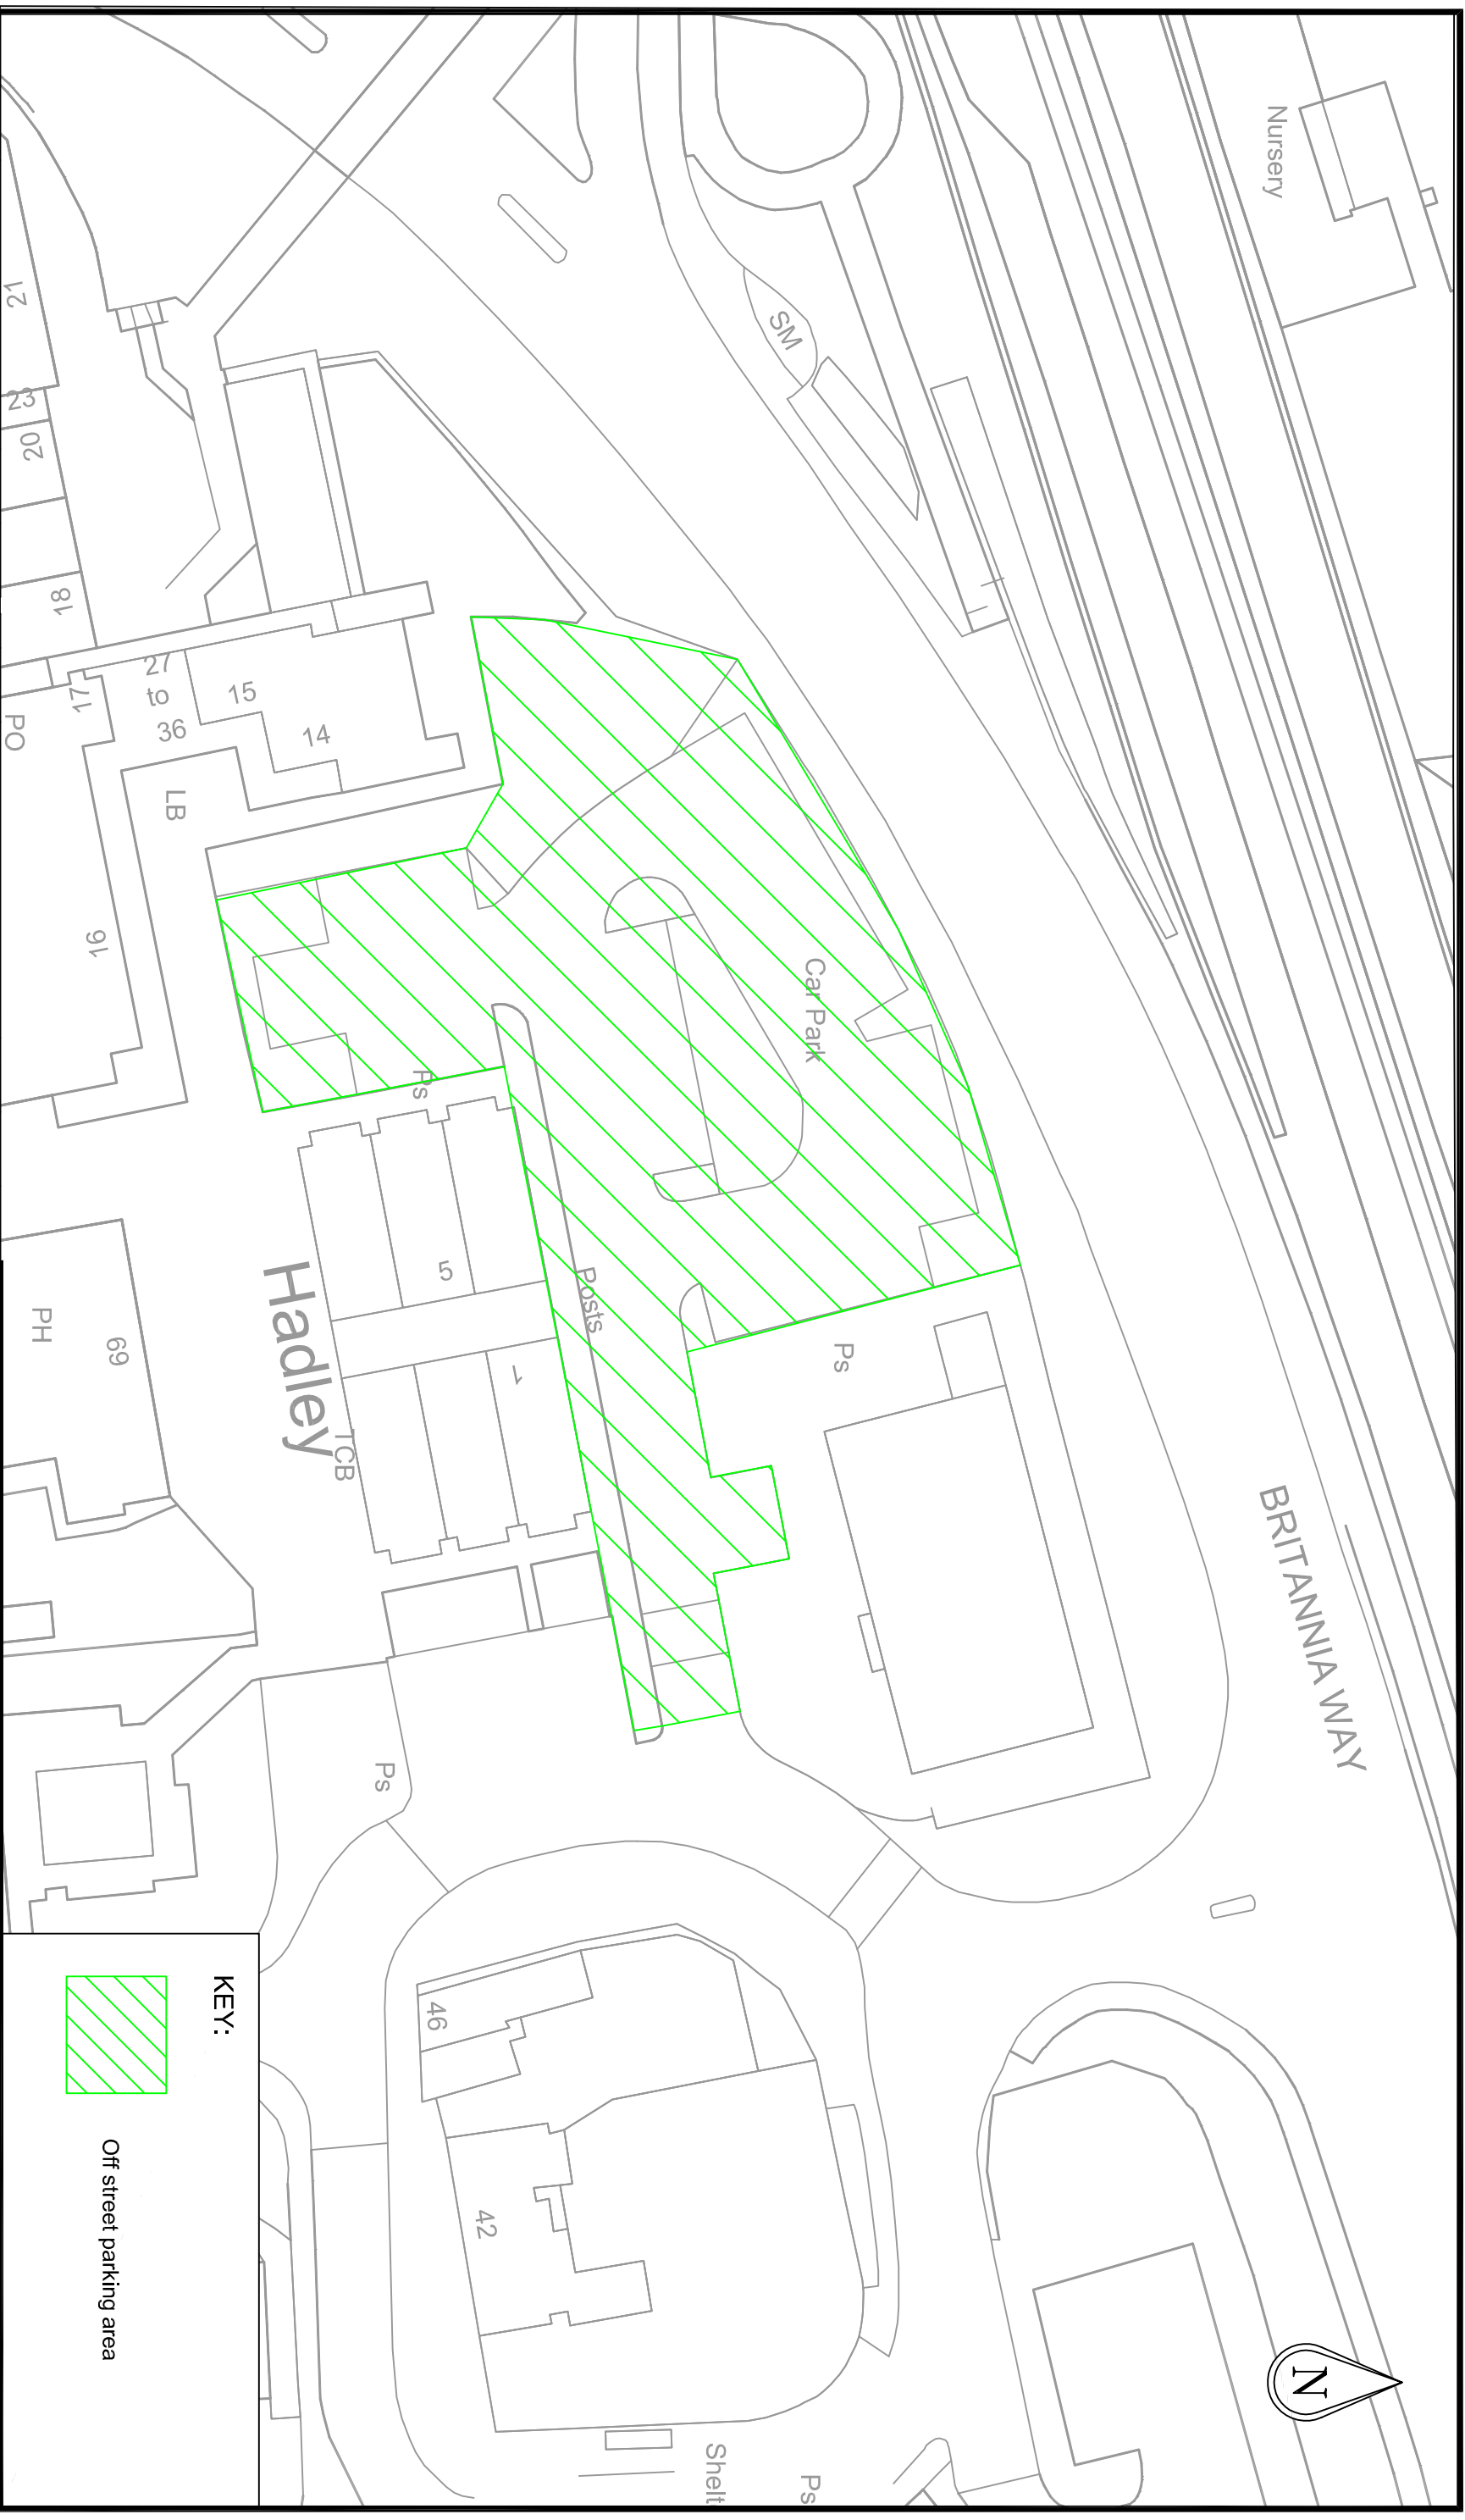 Nursery
BRITANNIA WAY
N
SM
Car Park
Ps
Shelt
Ps
Posts
14
15
27
to
36
LB
17
18
20
23
21
PO
16
Ps
5
1
Hadley
TCB
69
PH
Ps
46
42
KEY:
Off street parking area